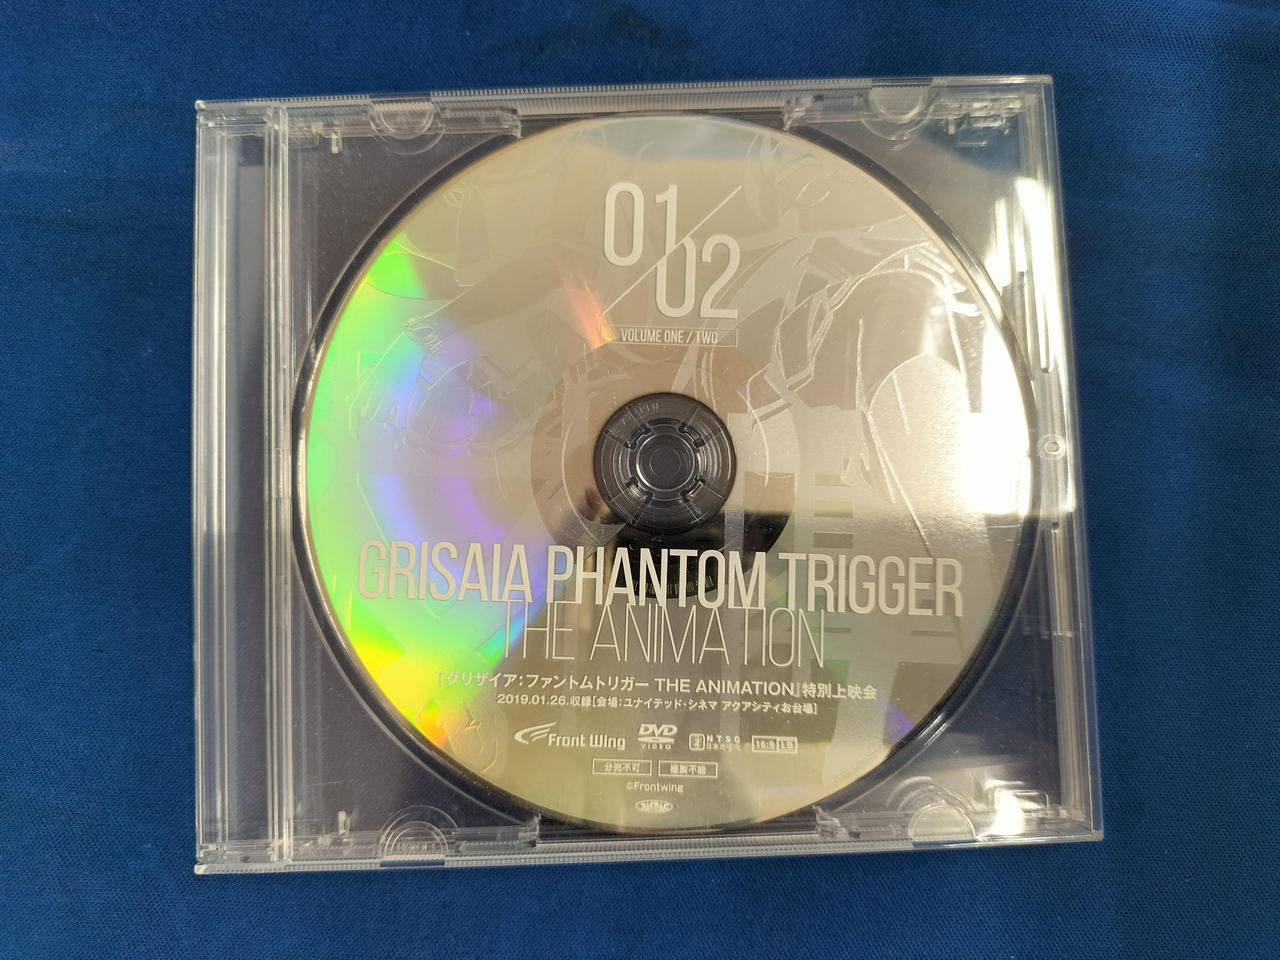 01
02
VOLUME ONE / TWO
GRISAIA PHANTOM TRIGGER
THE ANIMATION
「グリザイア:ファントムトリガー THE ANIMATION」特別上映会
2019.01.26.収録[会場:ユナイテッド・シネマ アクアシティお台場]
Front Wing
DVD
VIDEO
2
NTSC
日本市場向
16:9 LB
分売不可
複製不能
©Frontwing